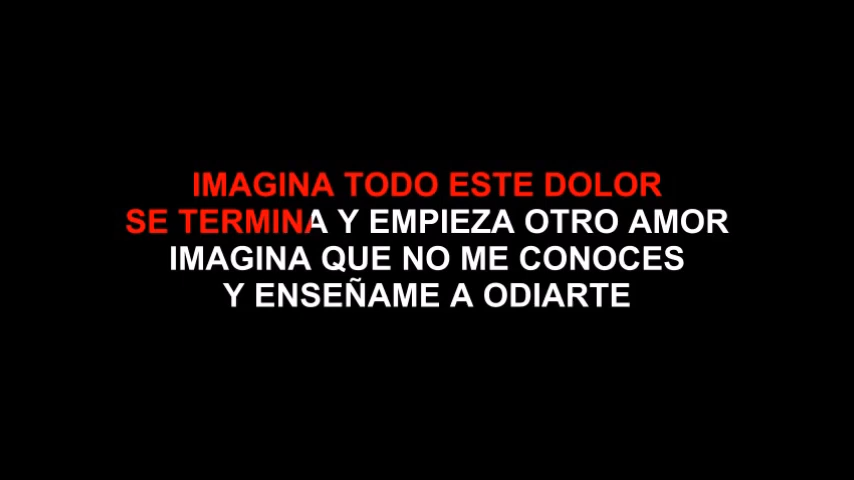 IMAGINA TODO ESTE DOLOR
SE TERMINA Y EMPIEZA OTRO AMOR
IMAGINA QUE NO ME CONOCES
Y ENSEÑAME A ODIARTE